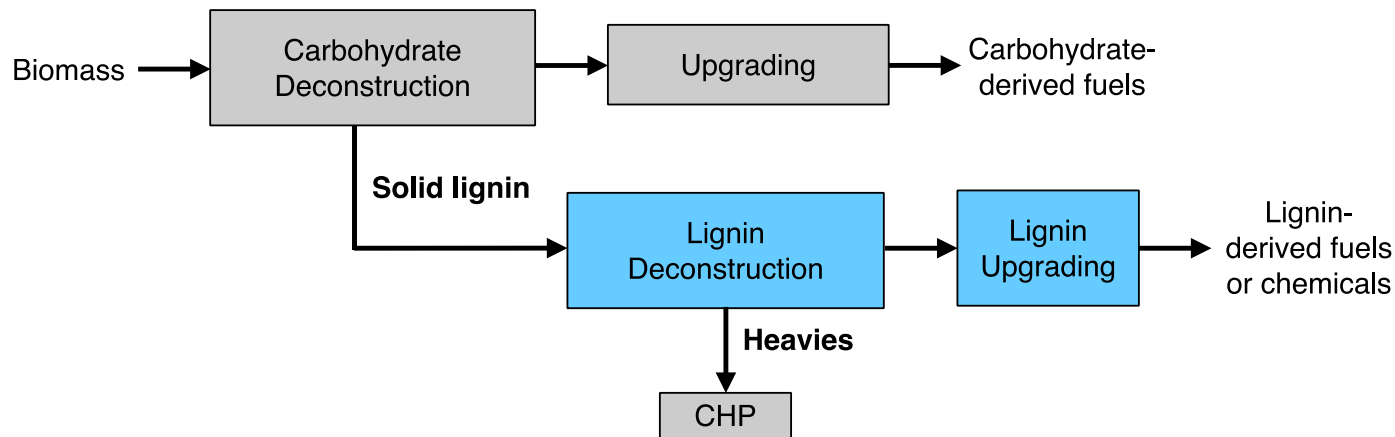 Biomass
Carbohydrate
Deconstruction
Upgrading
Carbohydrate-
derived fuels
Solid lignin
Lignin
Deconstruction
Lignin
Upgrading
Lignin-
derived fuels
or chemicals
Heavies
CHP